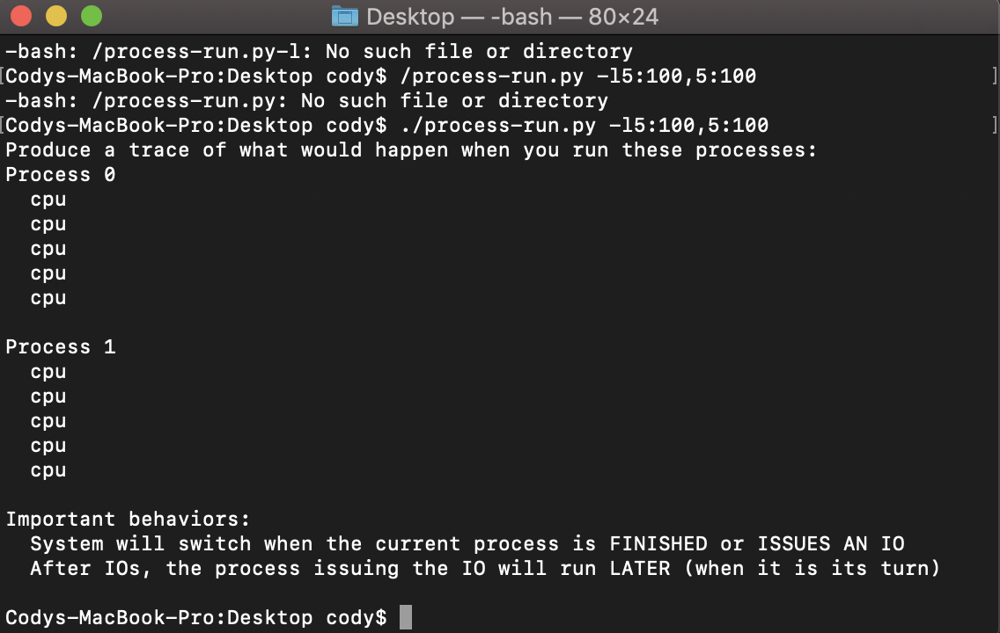 Desktop — -bash — 80×24
-bash: /process-run.py-l: No such file or directory
[Codys-MacBook-Pro:Desktop cody$ /process-run.py -l5:100,5:100 ]
-bash: /process-run.py: No such file or directory
[Codys-MacBook-Pro:Desktop cody$ ./process-run.py -l5:100,5:100 ]
Produce a trace of what would happen when you run these processes:
Process 0
  cpu
  cpu
  cpu
  cpu
  cpu

Process 1
  cpu
  cpu
  cpu
  cpu
  cpu

Important behaviors:
  System will switch when the current process is FINISHED or ISSUES AN IO
  After IOs, the process issuing the IO will run LATER (when it is its turn)

Codys-MacBook-Pro:Desktop cody$